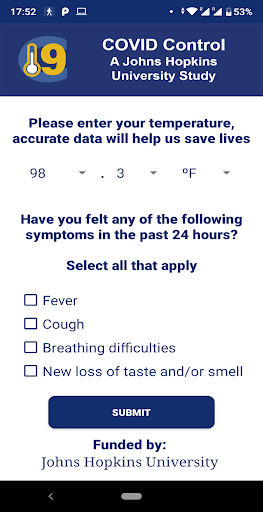 17:52
53%
19
COVID Control
A Johns Hopkins
University Study
Please enter your temperature,
accurate data will help us save lives
98 . 3 ºF
Have you felt any of the following
symptoms in the past 24 hours?
Select all that apply
Fever
Cough
Breathing difficulties
New loss of taste and/or smell
SUBMIT
Funded by:
Johns Hopkins University